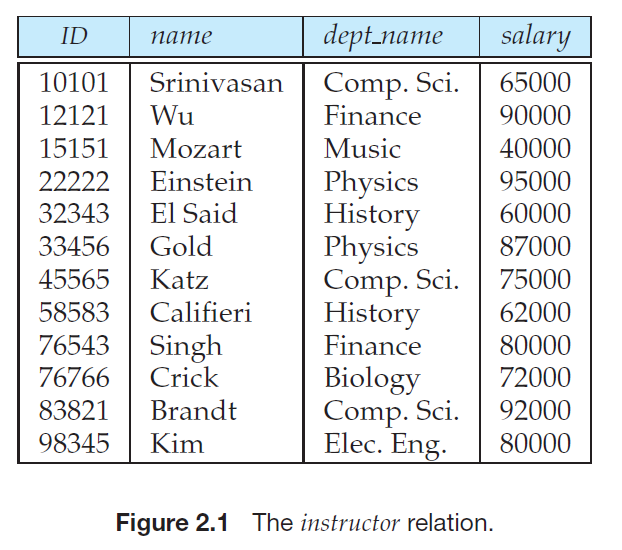 ID name dept_name salary
10101 Srinivasan Comp. Sci. 65000
12121 Wu Finance 90000
15151 Mozart Music 40000
22222 Einstein Physics 95000
32343 El Said History 60000
33456 Gold Physics 87000
45565 Katz Comp. Sci. 75000
58583 Califieri History 62000
76543 Singh Finance 80000
76766 Crick Biology 72000
83821 Brandt Comp. Sci. 92000
98345 Kim Elec. Eng. 80000
Figure 2.1 The instructor relation.